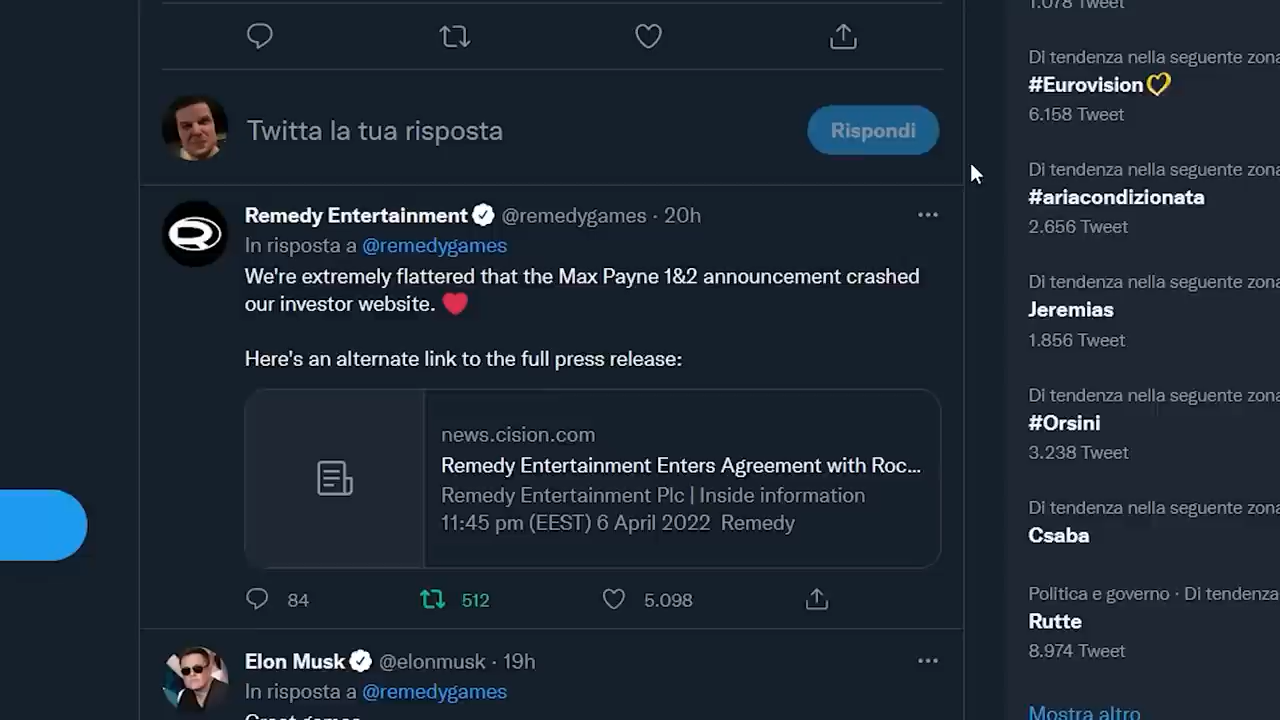 Twitta la tua risposta
Rispondi
Remedy Entertainment @remedygames · 20h
In risposta a @remedygames
We're extremely flattered that the Max Payne 1&2 announcement crashed
our investor website. ❤️
Here's an alternate link to the full press release:
news.cision.com
Remedy Entertainment Enters Agreement with Roc...
Remedy Entertainment Plc | Inside information
11:45 pm (EEST) 6 April 2022 Remedy
84
512
5.098
Elon Musk @elonmusk · 19h
In risposta a @remedygames
Great games
1.078 Tweet
Di tendenza nella seguente zona
#Eurovision💛
6.158 Tweet
Di tendenza nella seguente zona
#ariacondizionata
2.656 Tweet
Di tendenza nella seguente zona
Jeremias
1.856 Tweet
Di tendenza nella seguente zona
#Orsini
3.238 Tweet
Di tendenza nella seguente zona
Csaba
Politica e governo · Di tendenza
Rutte
8.974 Tweet
Mostra altro